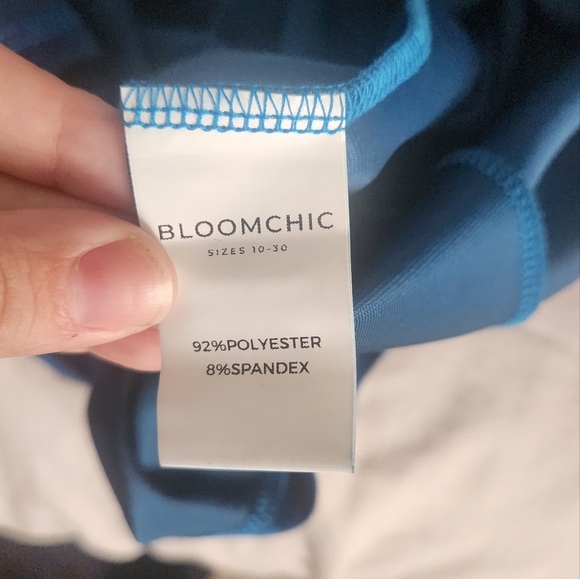 BLOOMCHIC
SIZES 10-30
92%POLYESTER
8%SPANDEX